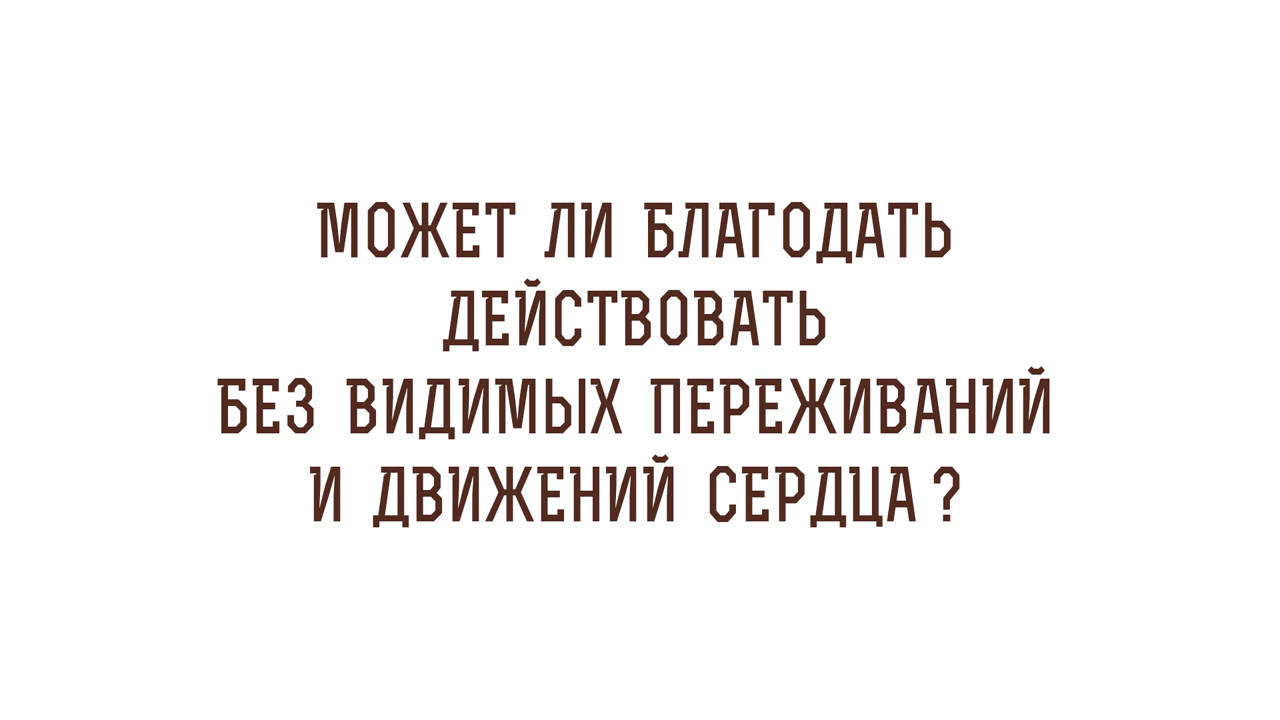 МОЖЕТ ЛИ БЛАГОДАТЬ
ДЕЙСТВОВАТЬ
БЕЗ ВИДИМЫХ ПЕРЕЖИВАНИЙ
И ДВИЖЕНИЙ СЕРДЦА?